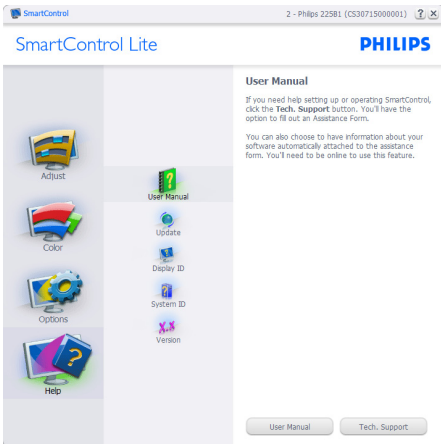 SmartControl
2 - Philips 225B1 (CS30715000001)
SmartControl Lite
PHILIPS
Adjust
Color
Options
Help
User Manual
Update
Display ID
System ID
X.X
Version
User Manual
If you need help setting up or operating SmartControl,
click the Tech. Support button. You'll have the
option to fill out an Assistance Form.
You can also choose to have information about your
software automatically attached to the assistance
form. You'll need to be online to use this feature.
User Manual
Tech. Support